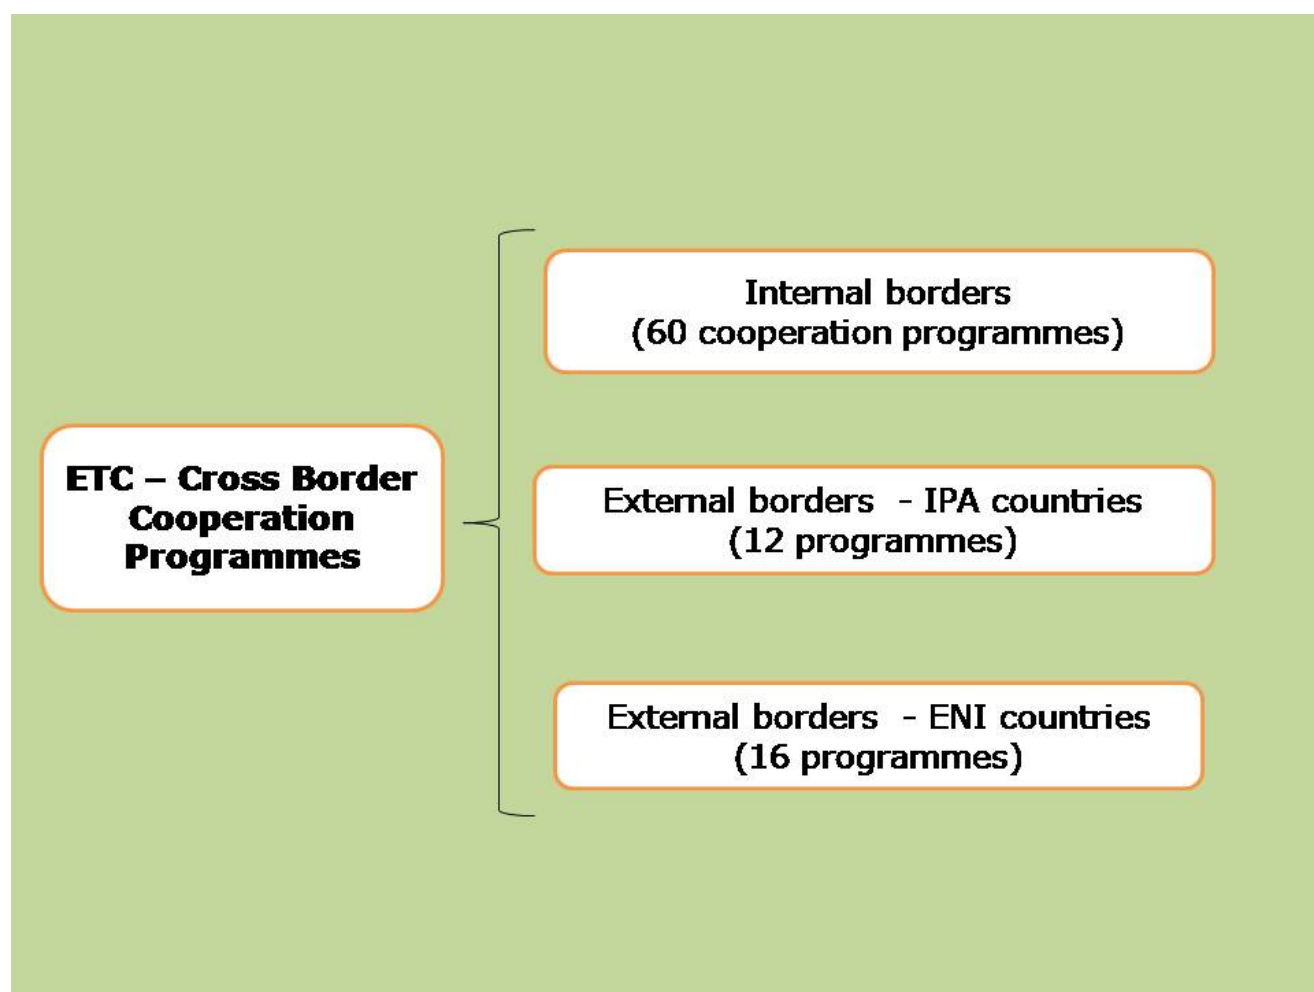 ETC – Cross Border
Cooperation
Programmes
Internal borders
(60 cooperation programmes)
External borders - IPA countries
(12 programmes)
External borders - ENI countries
(16 programmes)